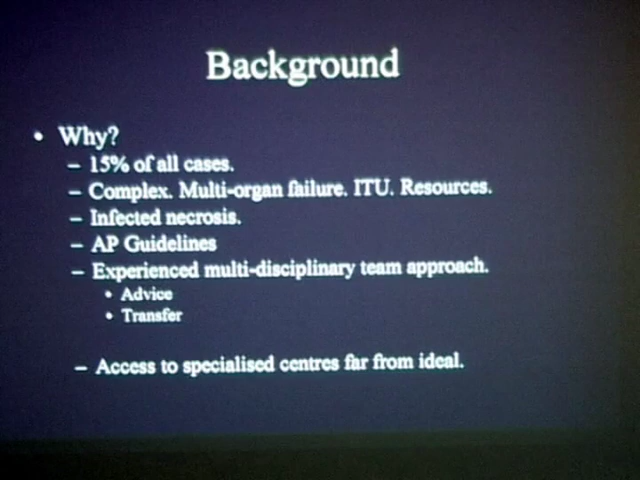 Background
• Why?
– 15% of all cases.
– Complex. Multi-organ failure. ITU. Resources.
– Infected necrosis.
– AP Guidelines
– Experienced multi-disciplinary team approach.
• Advice
• Transfer
– Access to specialised centres far from ideal.